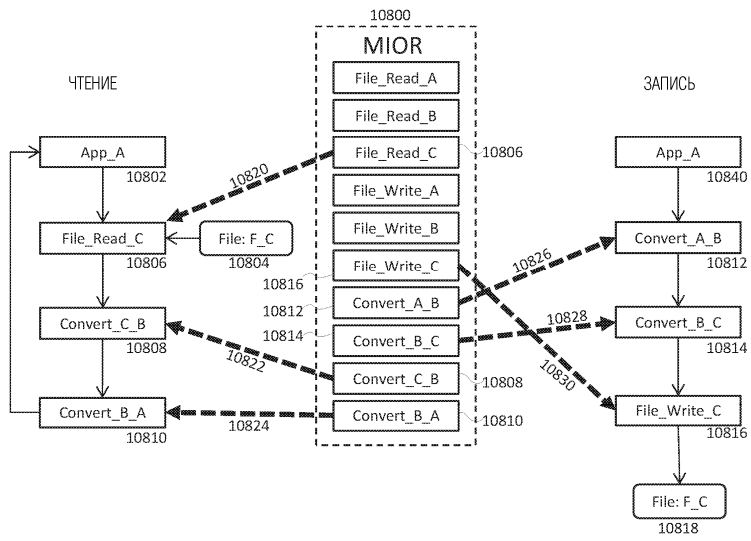 10800
MIOR
ЧТЕНИЕ
App_A
10802
File_Read_C
10806
File: F_C
10804
Convert_C_B
10808
Convert_B_A
10810
10820
10822
10824
File_Read_A
File_Read_B
File_Read_C
10806
File_Write_A
File_Write_B
File_Write_C
10816
Convert_A_B
10812
Convert_B_C
10814
Convert_C_B
10808
Convert_B_A
10810
10826
10828
10830
ЗАПИСЬ
App_A
10840
Convert_A_B
10812
Convert_B_C
10814
File_Write_C
10816
File: F_C
10818